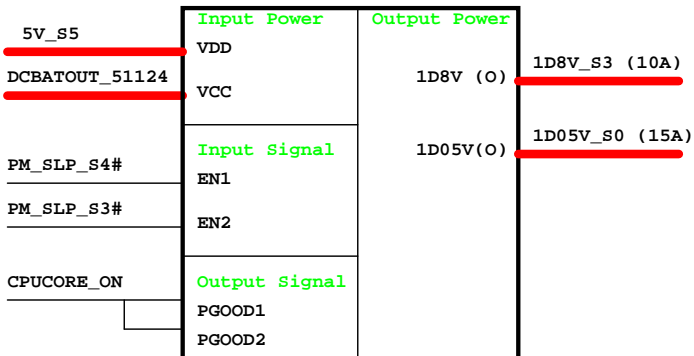 Input Power
Output Power
5V_S5
VDD
DCBATOUT_51124
VCC
1D8V (O)
1D8V_S3 (10A)
Input Signal
1D05V(O)
1D05V_S0 (15A)
PM_SLP_S4#
EN1
PM_SLP_S3#
EN2
CPUCORE_ON
Output Signal
PGOOD1
PGOOD2